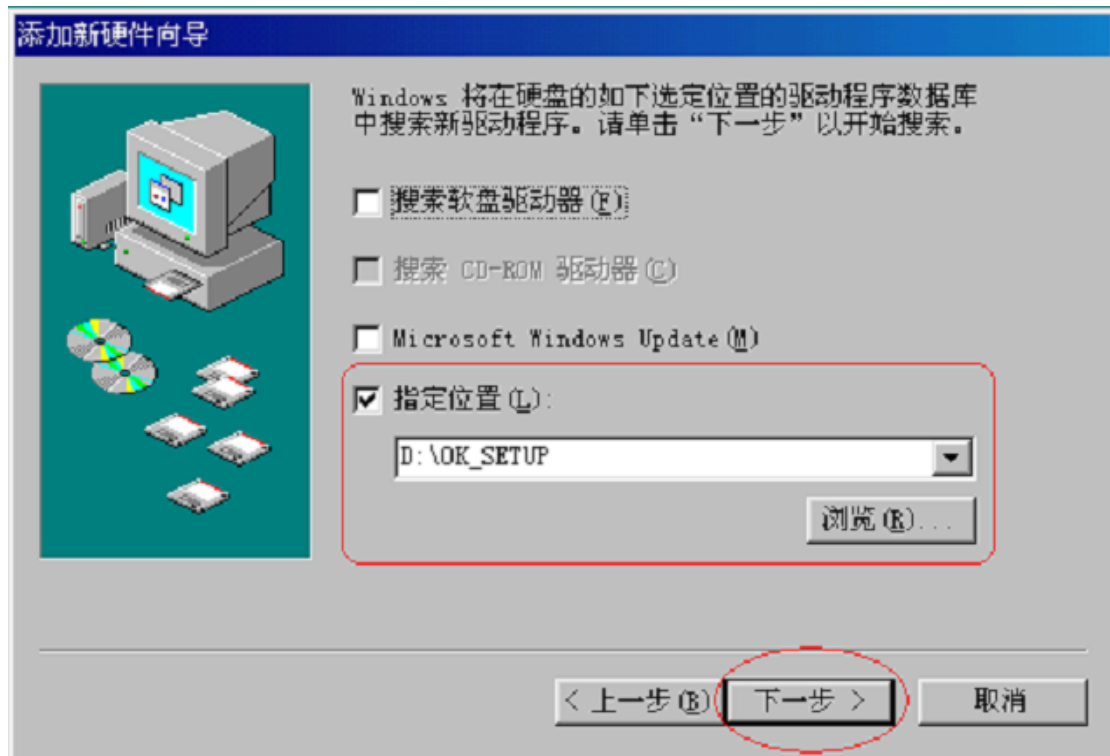 添加新硬件向导
Windows 将在硬盘的如下选定位置的驱动程序数据库
中搜索新驱动程序。请单击“下一步”以开始搜索。
搜索软盘驱动器(F)
搜索 CD-ROM 驱动器(C)
Microsoft Windows Update(M)
指定位置(L):
D:\OK_SETUP
浏览(R)...
< 上一步(B)
下一步 >
取消